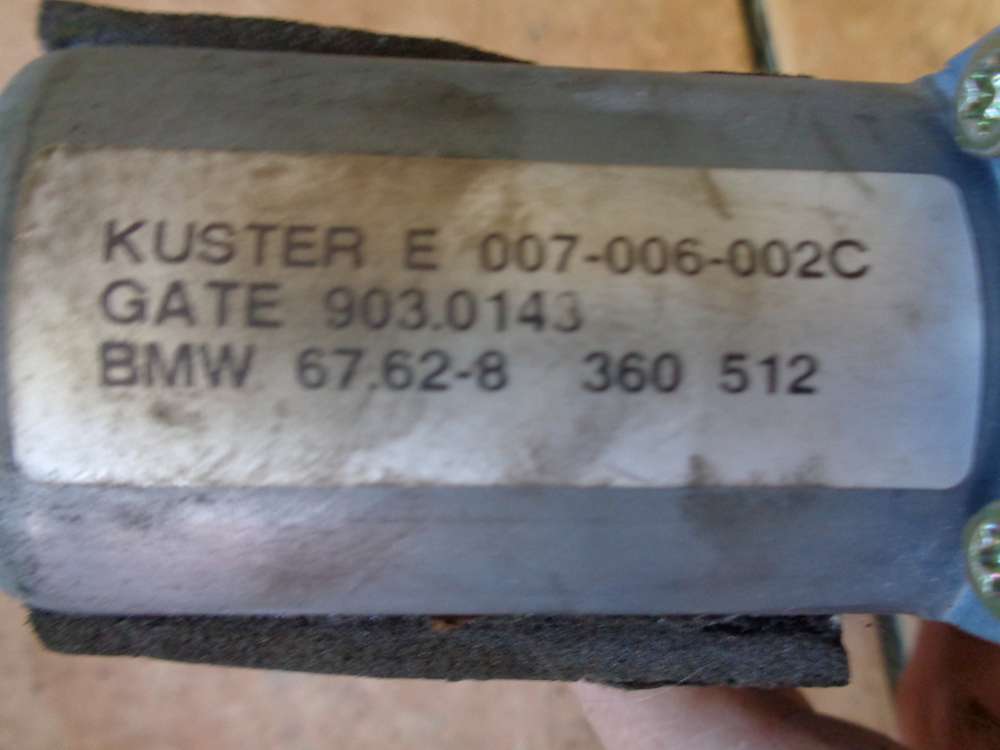 KUSTER E 007-006-002C
GATE 903.0143
BMW 67.62-8 360 512